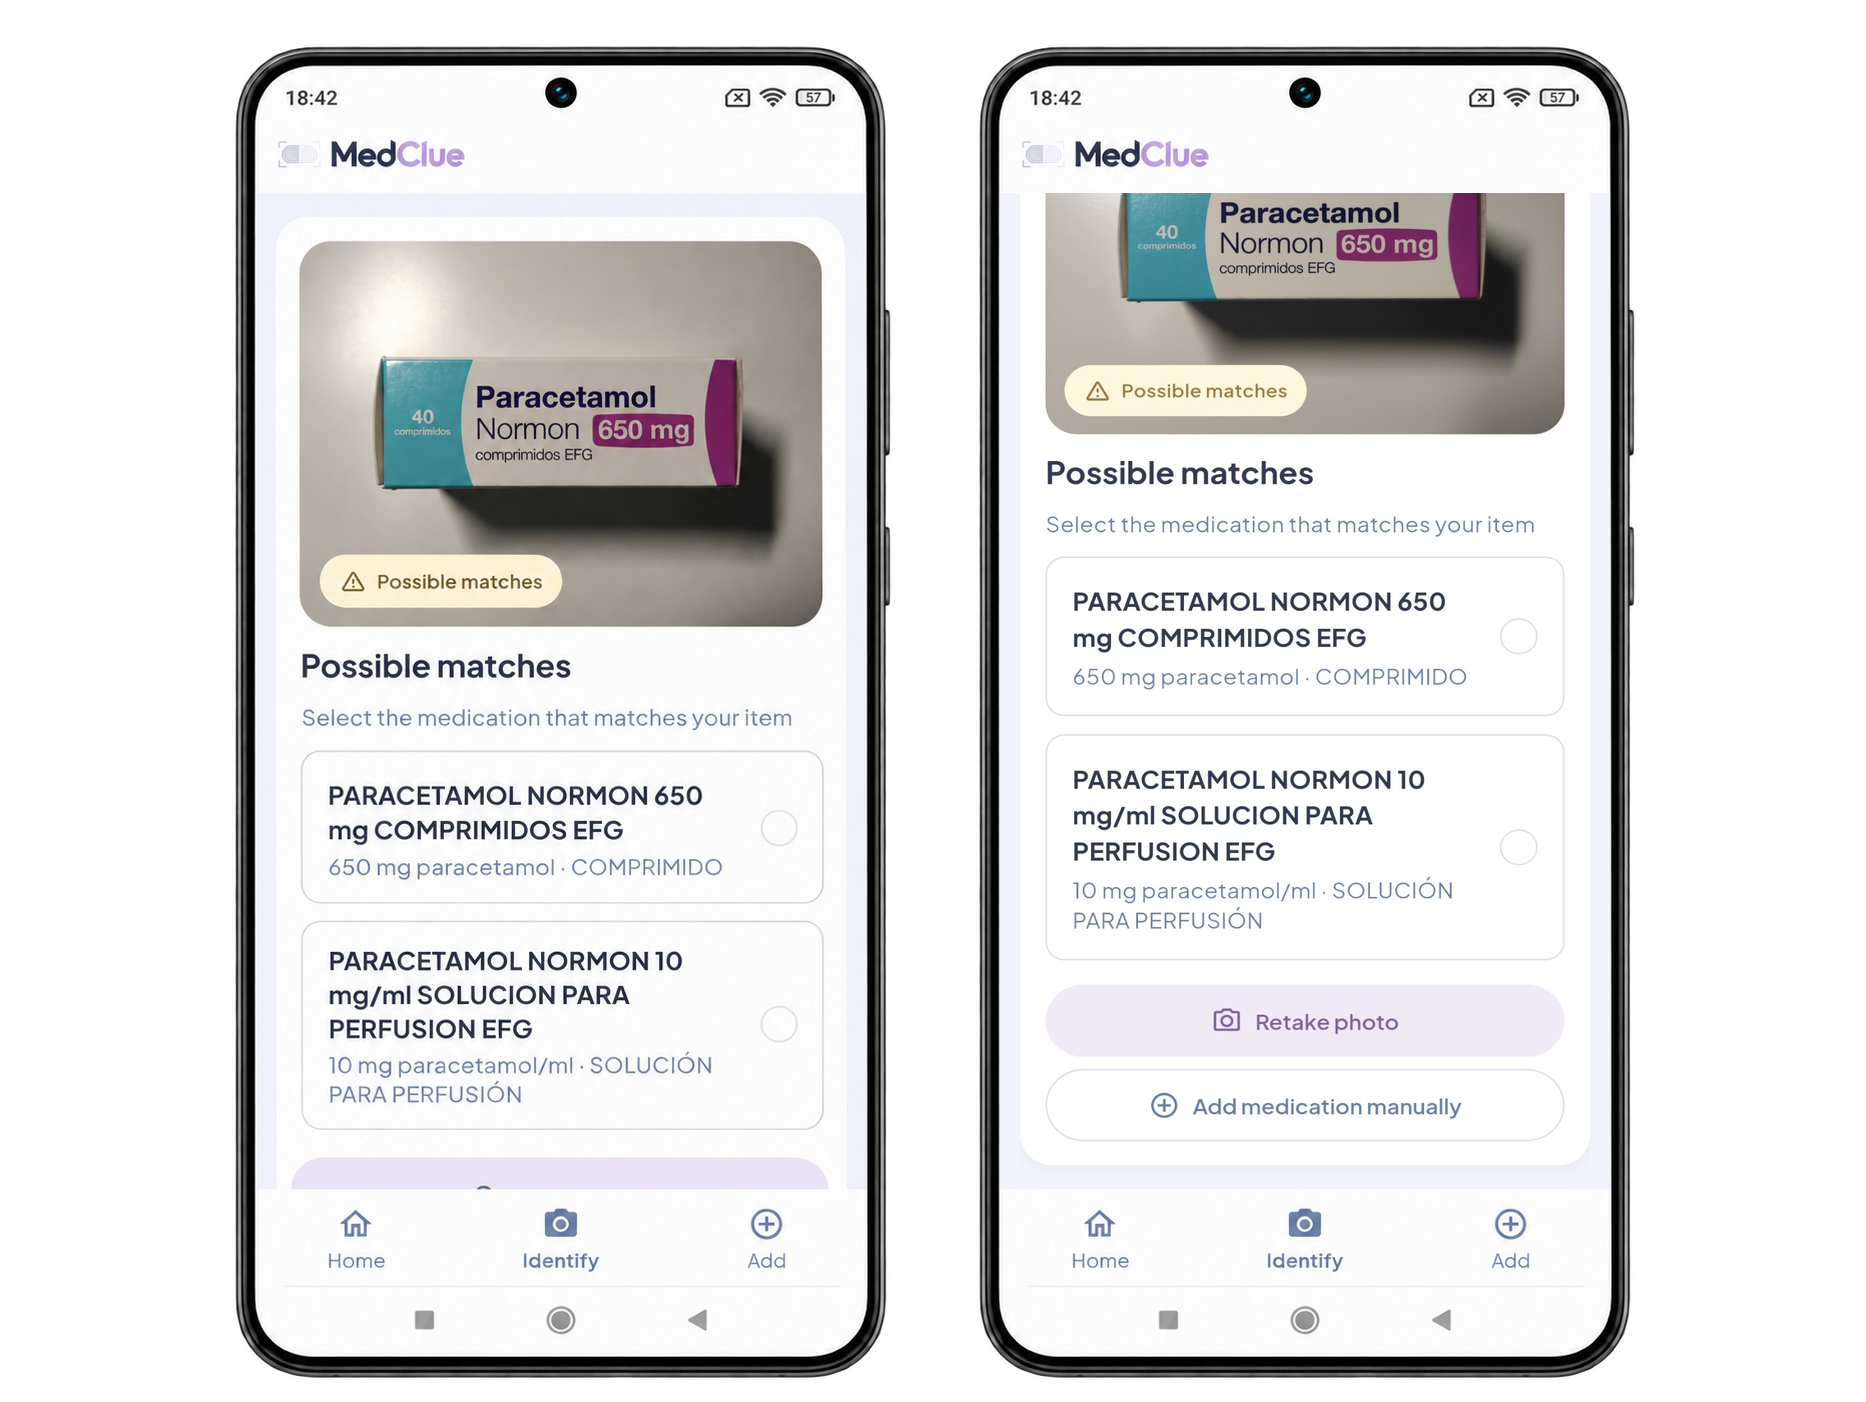 18:42
57
MedClue
40
comprimidos
Paracetamol
Normon 650 mg
comprimidos EFG
Possible matches
Possible matches
Select the medication that matches your item
PARACETAMOL NORMON 650
mg COMPRIMIDOS EFG
650 mg paracetamol · COMPRIMIDO
PARACETAMOL NORMON 10
mg/ml SOLUCION PARA
PERFUSION EFG
10 mg paracetamol/ml · SOLUCIÓN
PARA PERFUSIÓN
Home
Identify
Add
18:42
57
MedClue
40
comprimidos
Paracetamol
Normon 650 mg
comprimidos EFG
Possible matches
Possible matches
Select the medication that matches your item
PARACETAMOL NORMON 650
mg COMPRIMIDOS EFG
650 mg paracetamol · COMPRIMIDO
PARACETAMOL NORMON 10
mg/ml SOLUCION PARA
PERFUSION EFG
10 mg paracetamol/ml · SOLUCIÓN
PARA PERFUSIÓN
Retake photo
Add medication manually
Home
Identify
Add